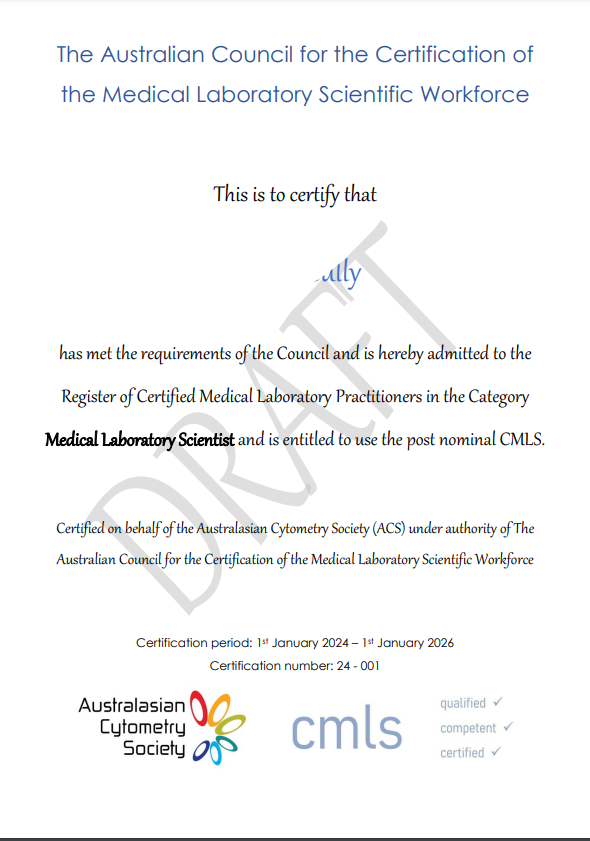 The Australian Council for the Certification of
the Medical Laboratory Scientific Workforce
This is to certify that
has met the requirements of the Council and is hereby admitted to the
Register of Certified Medical Laboratory Practitioners in the Category
Medical Laboratory Scientist and is entitled to use the post nominal CMLS.
DRAFT
Certified on behalf of the Australasian Cytometry Society (ACS) under authority of The
Australian Council for the Certification of the Medical Laboratory Scientific Workforce
Certification period: 1st January 2024 – 1st January 2026
Certification number: 24 - 001
Australasian
Cytometry
Society
cmls
qualified ✓
competent ✓
certified ✓